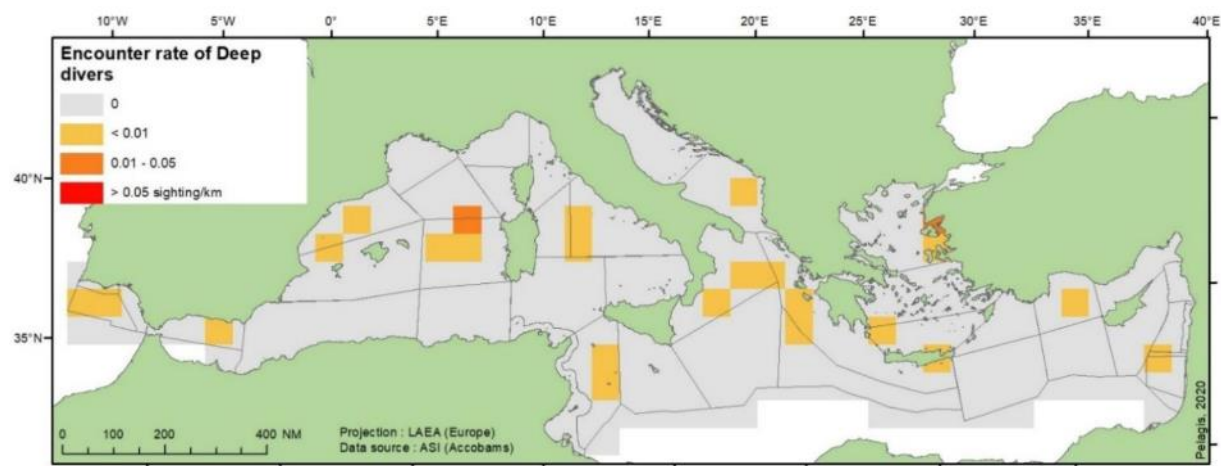 10°W 5°W 0° 5°E 10°E 15°E 20°E 25°E 30°E 35°E 40°E
Encounter rate of Deep
divers
0
< 0.01
0.01 - 0.05
> 0.05 sighting/km
40°N
35°N
0 100 200 400 NM
Projection : LAEA (Europe)
Data source : ASI (Accobams)
Pelagis, 2020